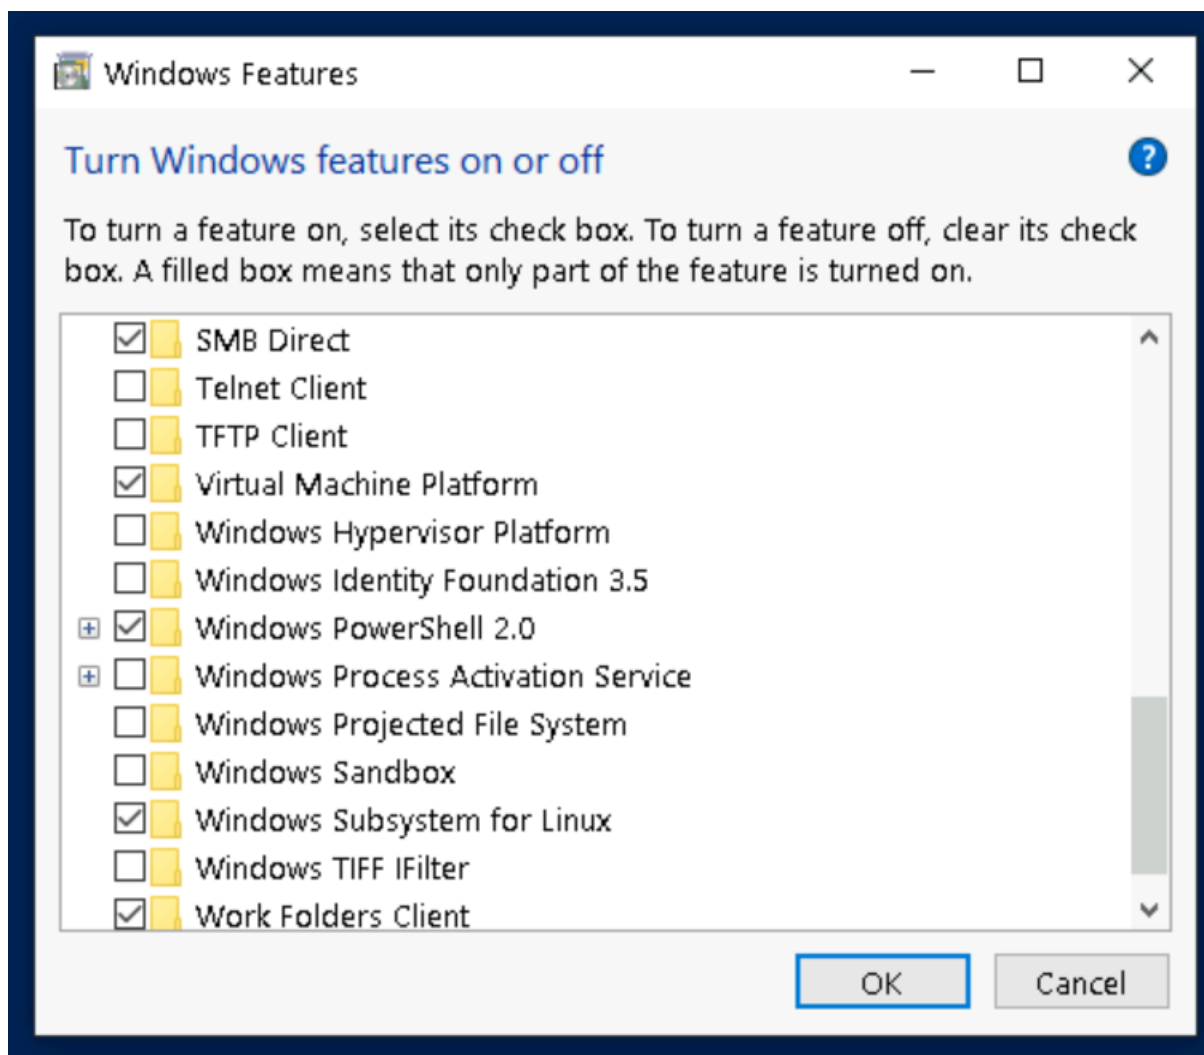 Windows Features
Turn Windows features on or off
?
To turn a feature on, select its check box. To turn a feature off, clear its check
box. A filled box means that only part of the feature is turned on.
SMB Direct
Telnet Client
TFTP Client
Virtual Machine Platform
Windows Hypervisor Platform
Windows Identity Foundation 3.5
Windows PowerShell 2.0
Windows Process Activation Service
Windows Projected File System
Windows Sandbox
Windows Subsystem for Linux
Windows TIFF IFilter
Work Folders Client
OK Cancel